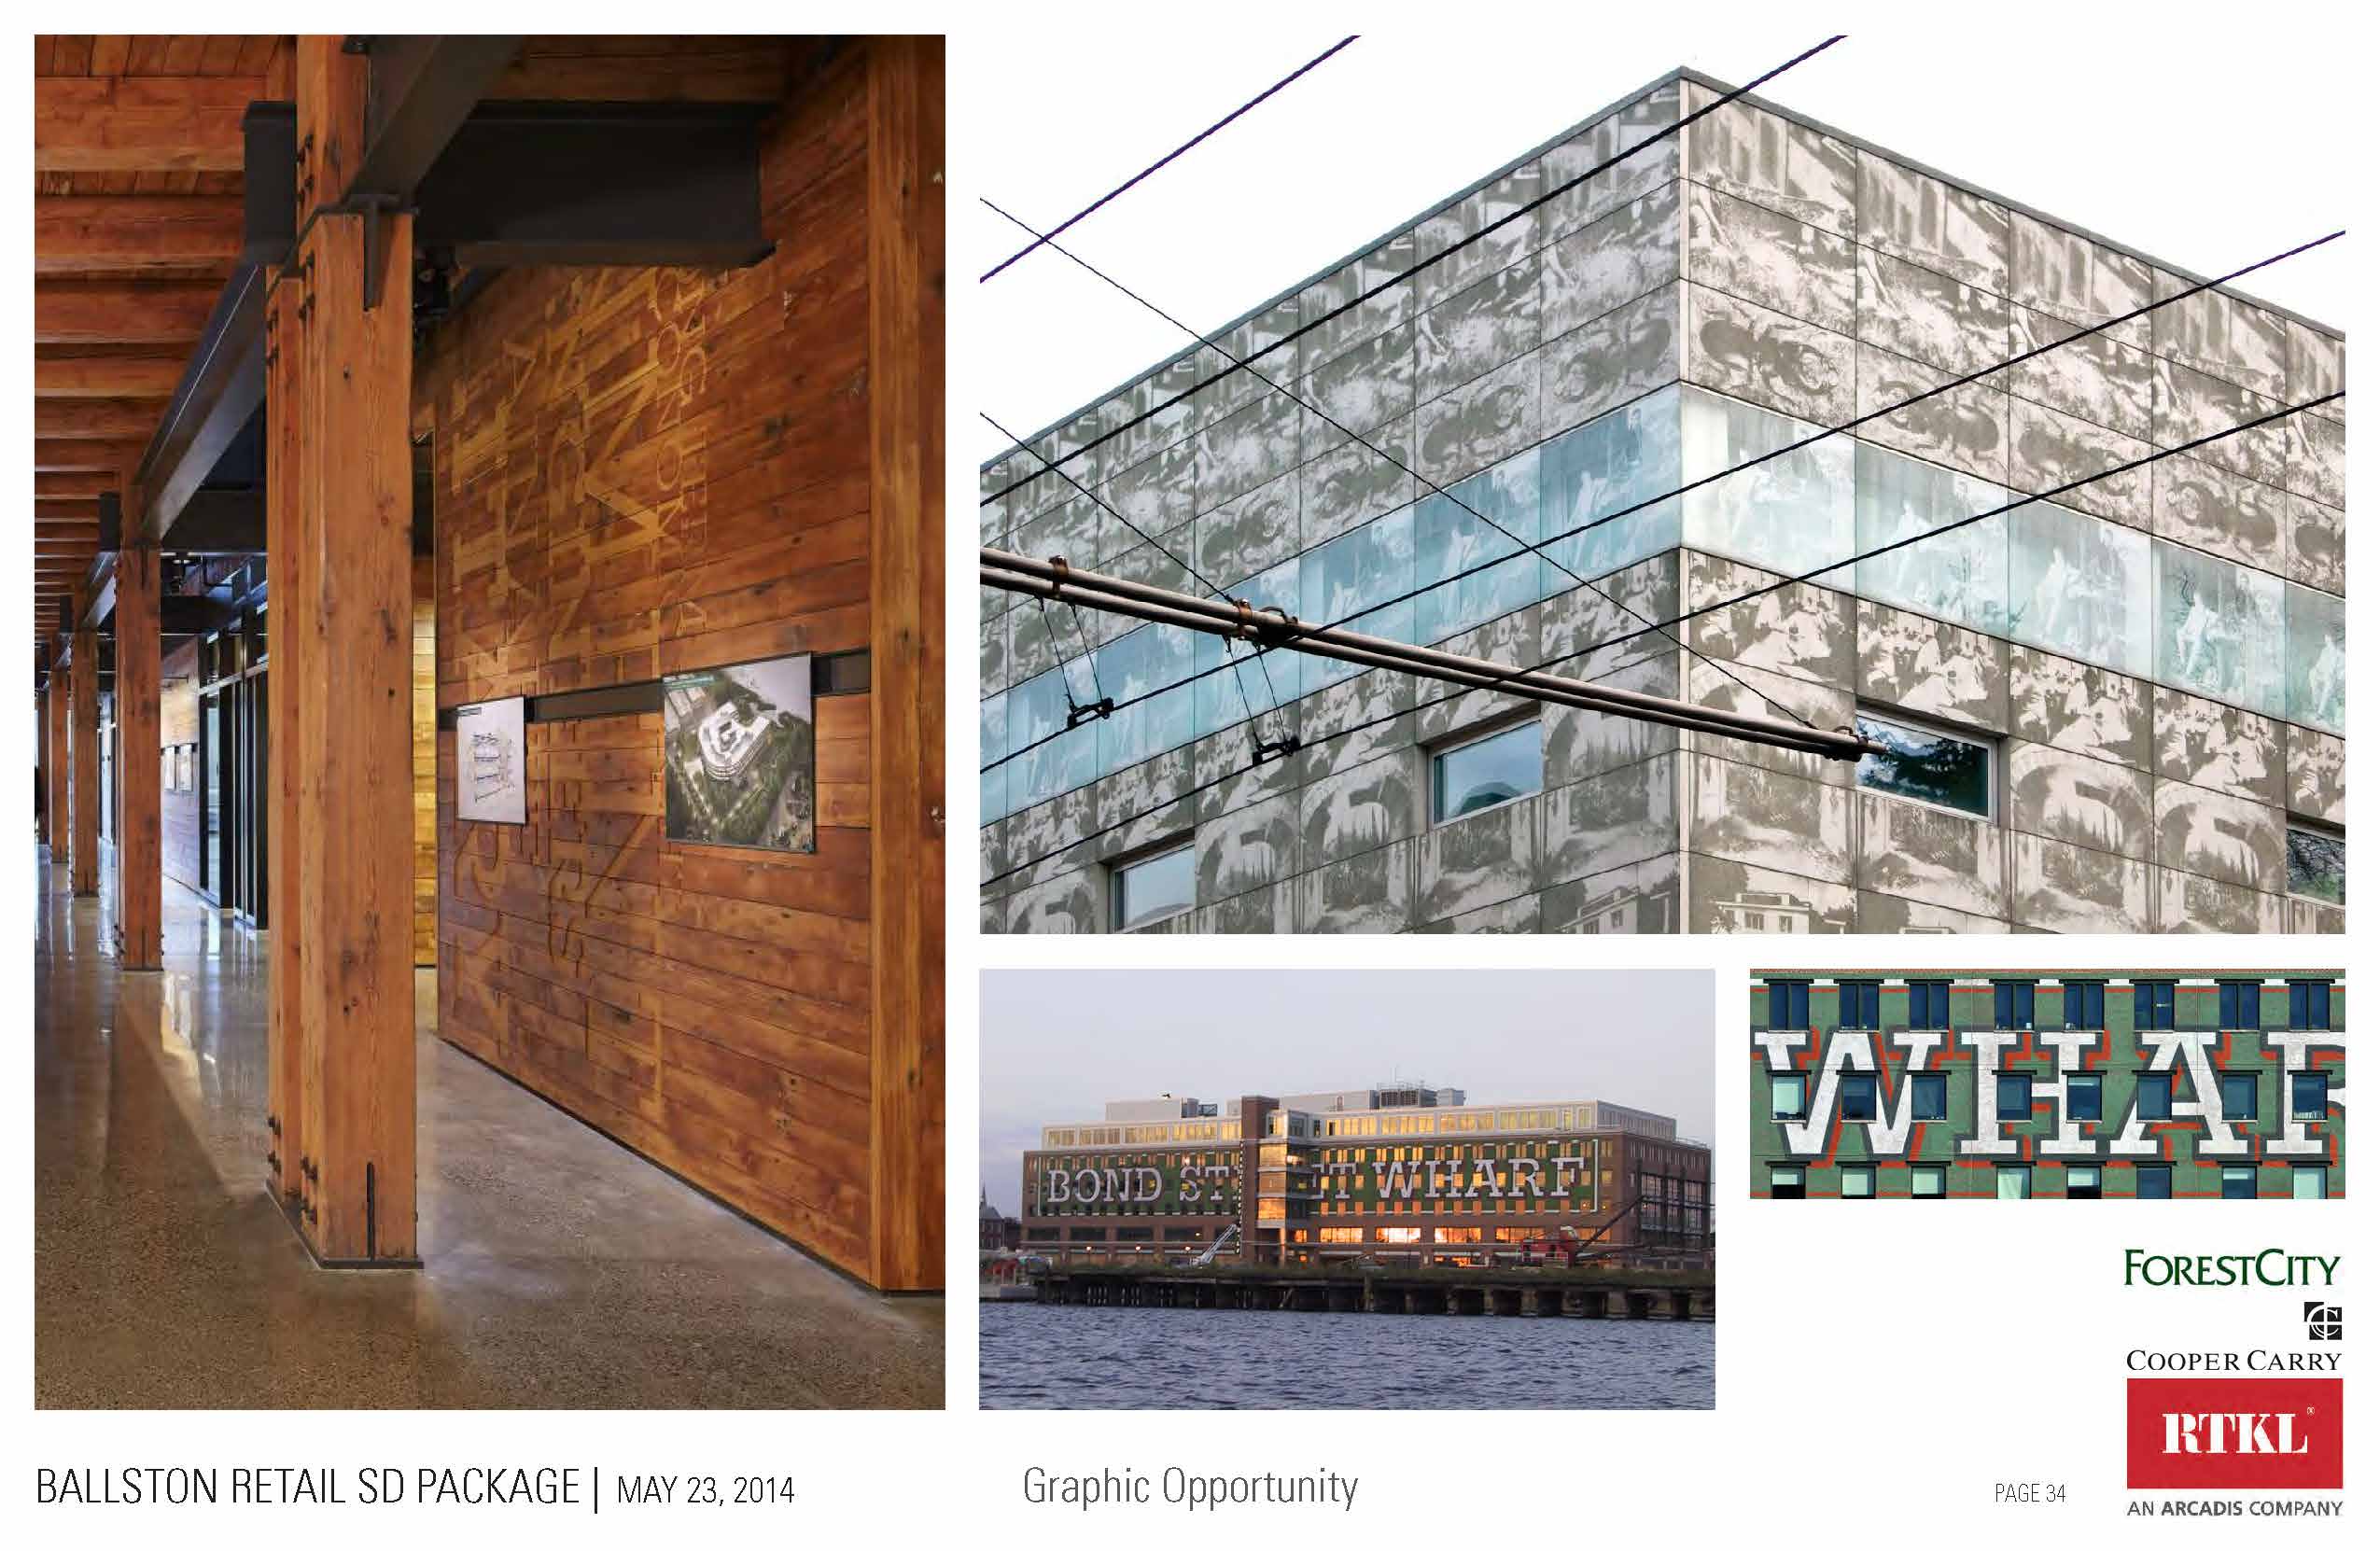 BOND ST ET WHARF
WHAR
FORESTCITY
COOPER CARRY
RTKL®
AN ARCADIS COMPANY
BALLSTON RETAIL SD PACKAGE | MAY 23, 2014
Graphic Opportunity
PAGE 34